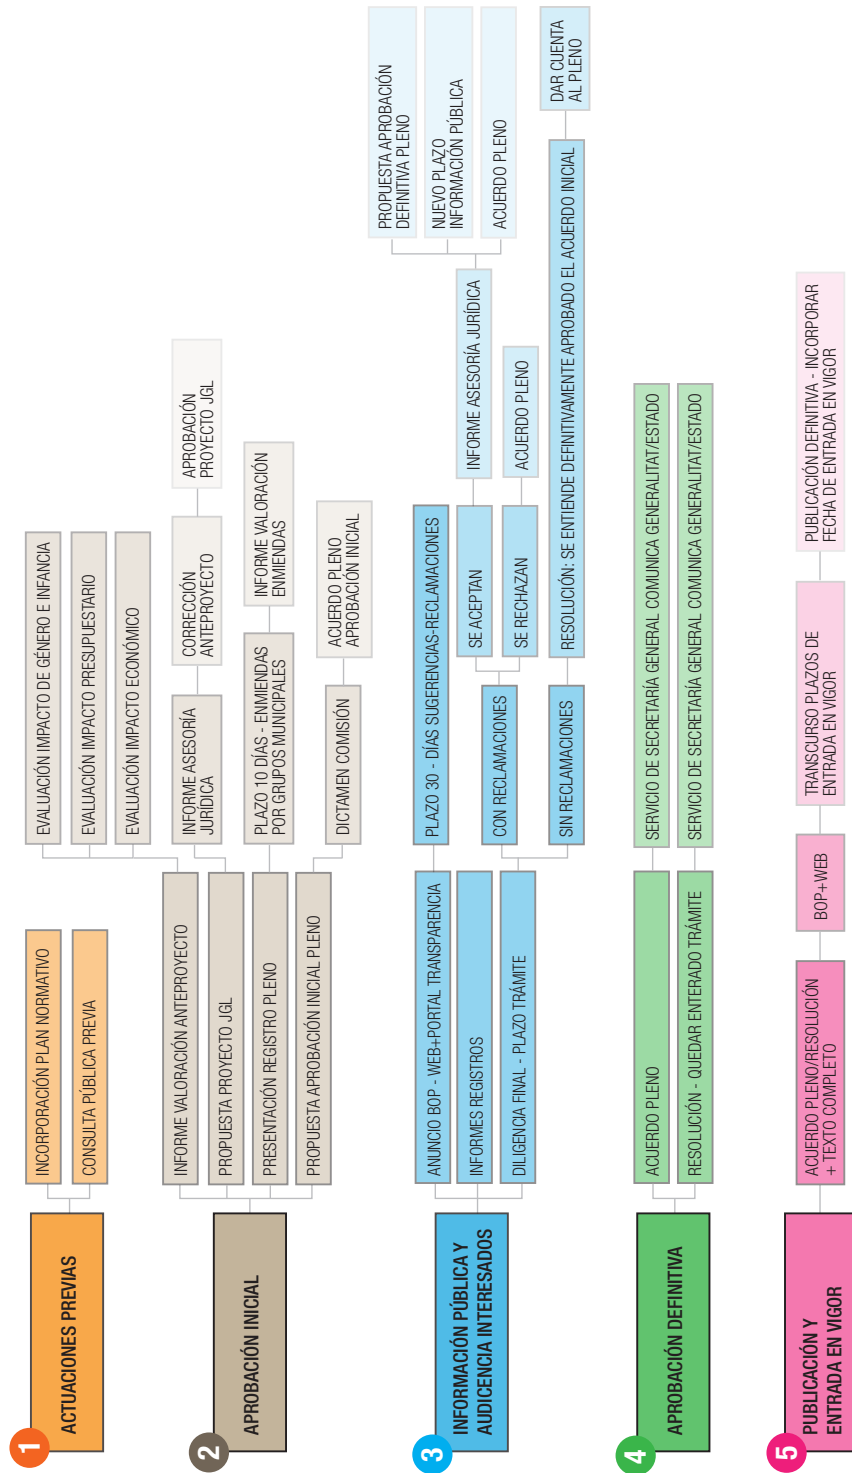 1
ACTUACIONES PREVIAS
INCORPORACIÓN PLAN NORMATIVO
CONSULTA PÚBLICA PREVIA
2
APROBACIÓN INICIAL
INFORME VALORACIÓN ANTEPROYECTO
EVALUACIÓN IMPACTO DE GÉNERO E INFANCIA
EVALUACIÓN IMPACTO PRESUPUESTARIO
EVALUACIÓN IMPACTO ECONÓMICO
PROPUESTA PROYECTO JGL
INFORME ASESORÍA
JURÍDICA
CORRECCIÓN
ANTEPROYECTO
APROBACIÓN
PROYECTO JGL
PRESENTACIÓN REGISTRO PLENO
PLAZO 10 DÍAS - ENMIENDAS
POR GRUPOS MUNICIPALES
INFORME VALORACIÓN
ENMIENDAS
PROPUESTA APROBACIÓN INICIAL PLENO
DICTAMEN COMISIÓN
ACUERDO PLENO
APROBACIÓN INICIAL
3
INFORMACIÓN PÚBLICA Y
AUDICENCIA INTERESADOS
ANUNCIO BOP - WEB+PORTAL TRANSPARENCIA
PLAZO 30 - DÍAS SUGERENCIAS-RECLAMACIONES
INFORMES REGISTROS
DILIGENCIA FINAL - PLAZO TRÁMITE
CON RECLAMACIONES
SE ACEPTAN
INFORME ASESORÍA JURÍDICA
PROPUESTA APROBACIÓN
DEFINITIVA PLENO
NUEVO PLAZO
INFORMACIÓN PÚBLICA
ACUERDO PLENO
SE RECHAZAN
ACUERDO PLENO
SIN RECLAMACIONES
RESOLUCIÓN: SE ENTIENDE DEFINITIVAMENTE APROBADO EL ACUERDO INICIAL
DAR CUENTA
AL PLENO
4
APROBACIÓN DEFINITIVA
ACUERDO PLENO
SERVICIO DE SECRETARÍA GENERAL COMUNICA GENERALITAT/ESTADO
RESOLUCIÓN - QUEDAR ENTERADO TRÁMITE
SERVICIO DE SECRETARÍA GENERAL COMUNICA GENERALITAT/ESTADO
5
PUBLICACIÓN Y
ENTRADA EN VIGOR
ACUERDO PLENO/RESOLUCIÓN
+ TEXTO COMPLETO
BOP+WEB
TRANSCURSO PLAZOS DE
ENTRADA EN VIGOR
PUBLICACIÓN DEFINITIVA - INCORPORAR
FECHA DE ENTRADA EN VIGOR